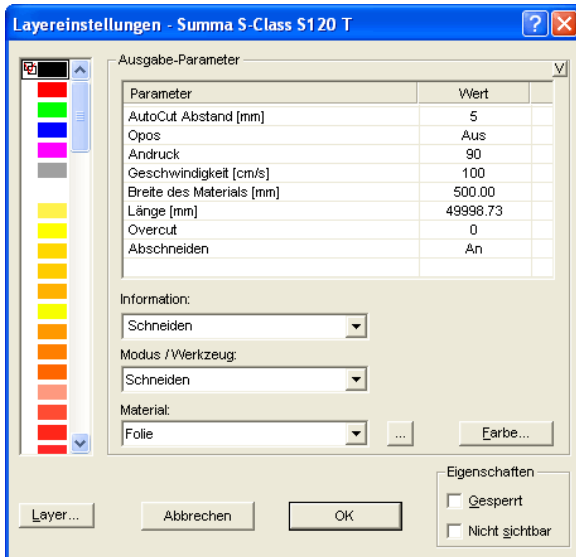 Layereinstellungen - Summa S-Class S120 T
Ausgabe-Parameter
V
Parameter Wert
AutoCut Abstand [mm] 5
Opos Aus
Andruck 90
Geschwindigkeit [cm/s] 100
Breite des Materials [mm] 500.00
Länge [mm] 49998.73
Overcut 0
Abschneiden An
Information:
Schneiden
Modus / Werkzeug:
Schneiden
Material:
Folie
...
Farbe...
Eigenschaften
Gesperrt
Nicht sichtbar
Layer...
Abbrechen
OK